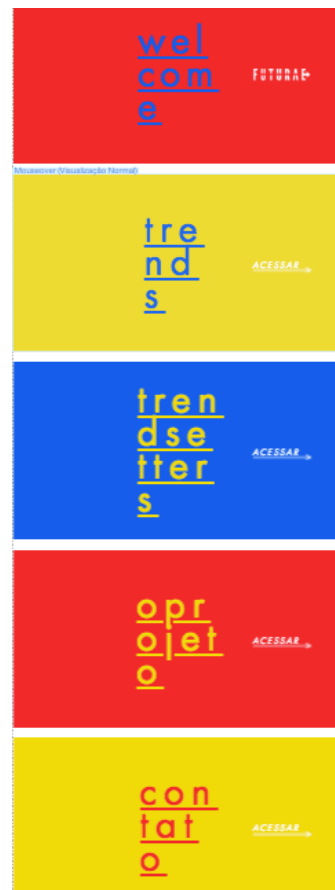 wel
com
e
FUTURAE
Mouseover (Visualização Normal)
tre
nd
s
ACESSAR
tren
dse
tter
s
ACESSAR
opr
ojet
o
ACESSAR
con
tat
o
ACESSAR